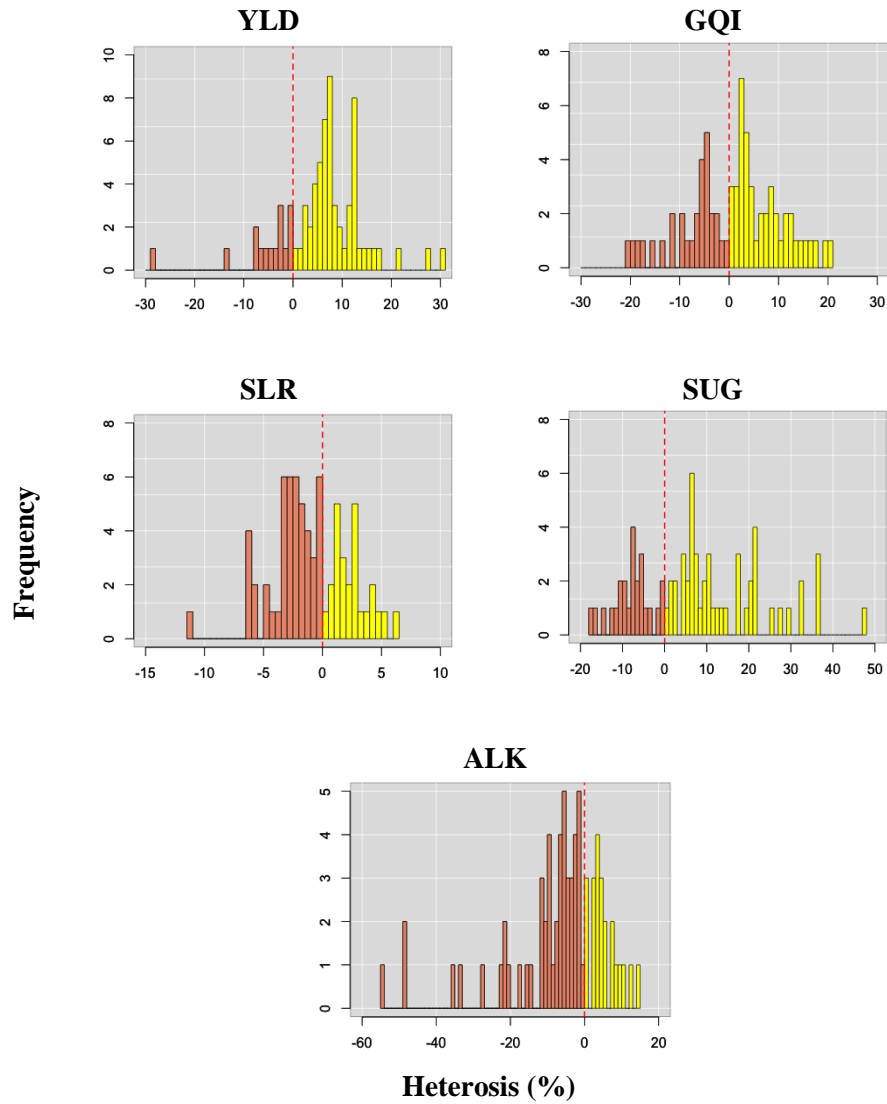 YLD
GQI
0 2 4 6 8 10
0 2 4 6 8
-30 -20 -10 0 10 20 30
-30 -20 -10 0 10 20 30
SLR
SUG
0 2 4 6 8
0 2 4 6 8
-15 -10 -5 0 5 10
-20 -10 0 10 20 30 40 50
Frequency
ALK
0 1 2 3 4 5
-60 -40 -20 0 20
Heterosis (%)